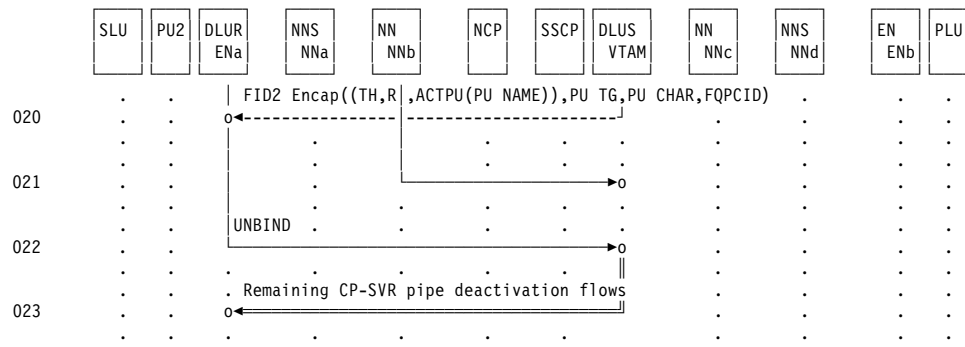 SLU PU2 DLUR NNS NN NCP SSCP DLUS NN NNS EN PLU
ENa NNa NNb VTAM NNc NNd ENb
FID2 Encap((TH,R ,ACTPU(PU NAME)),PU TG,PU CHAR,FQPCID)
020
021
UNBIND
022
Remaining CP-SVR pipe deactivation flows
023